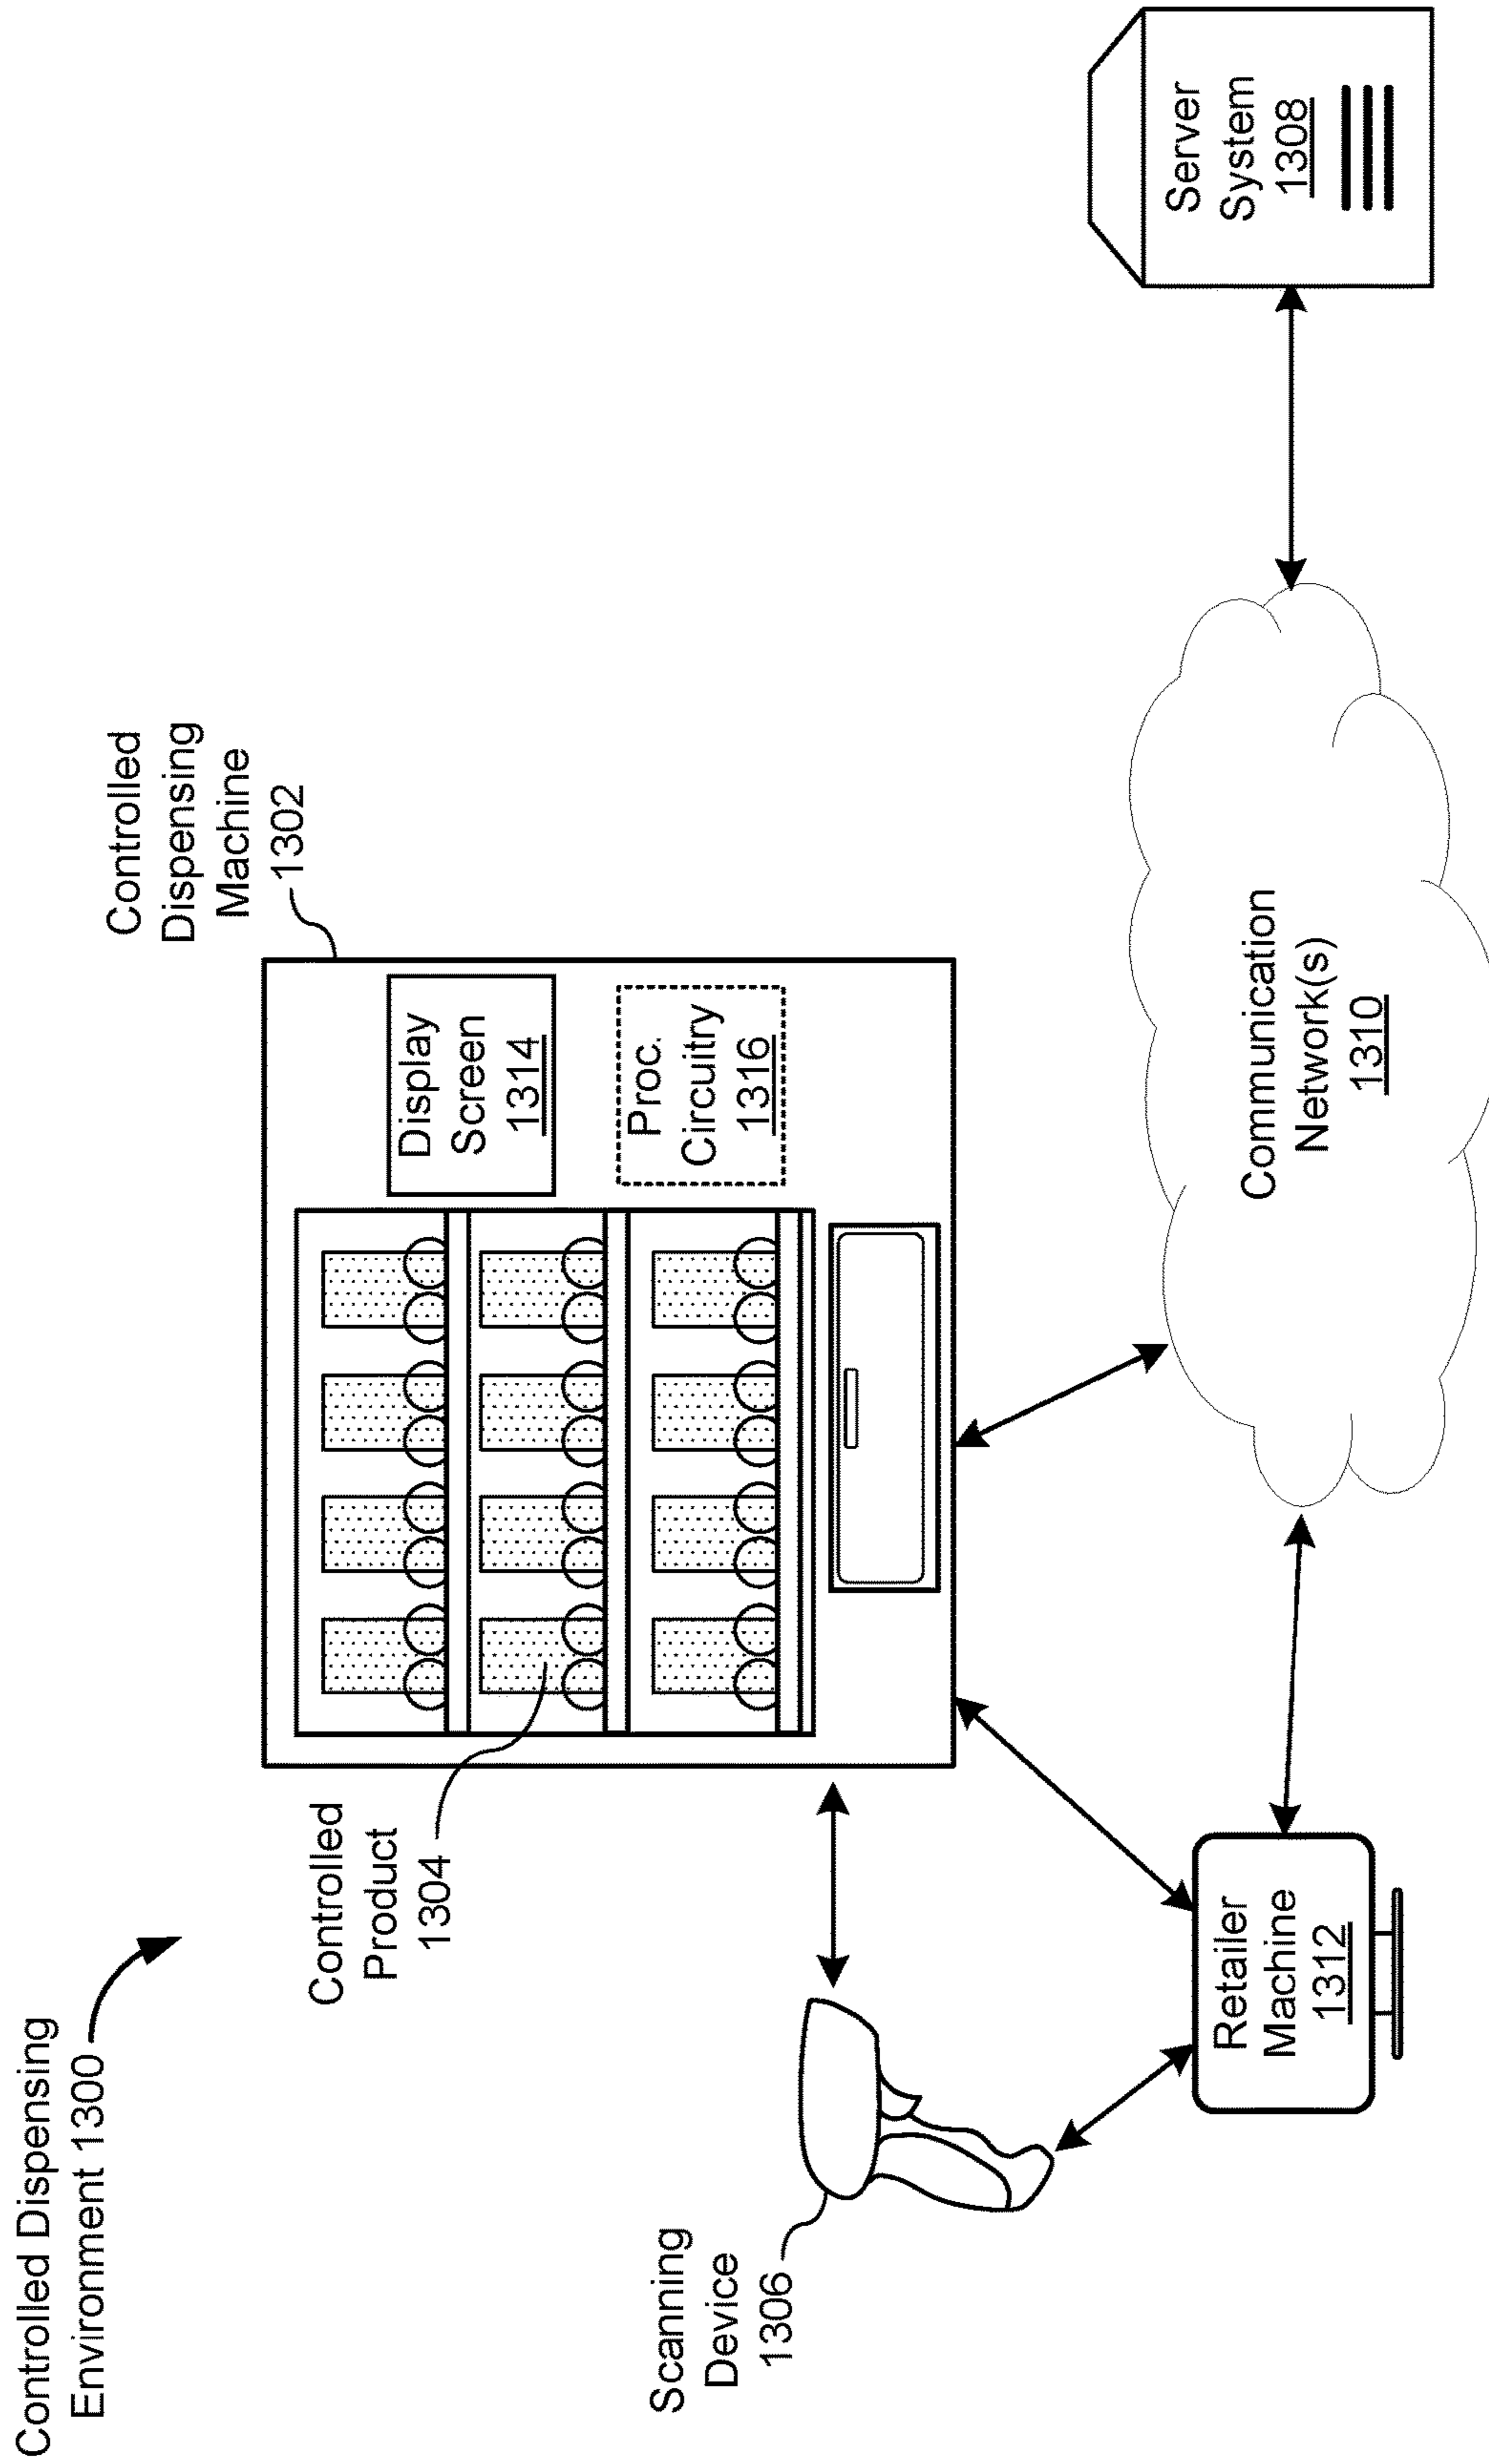 Controlled Dispensing
Environment 1300
Controlled
Dispensing
Machine
1302
Controlled
Product
1304
Display
Screen
1314
Proc.
Circuitry
1316
Scanning
Device
1306
Retailer
Machine
1312
Communication
Network(s)
1310
Server
System
1308